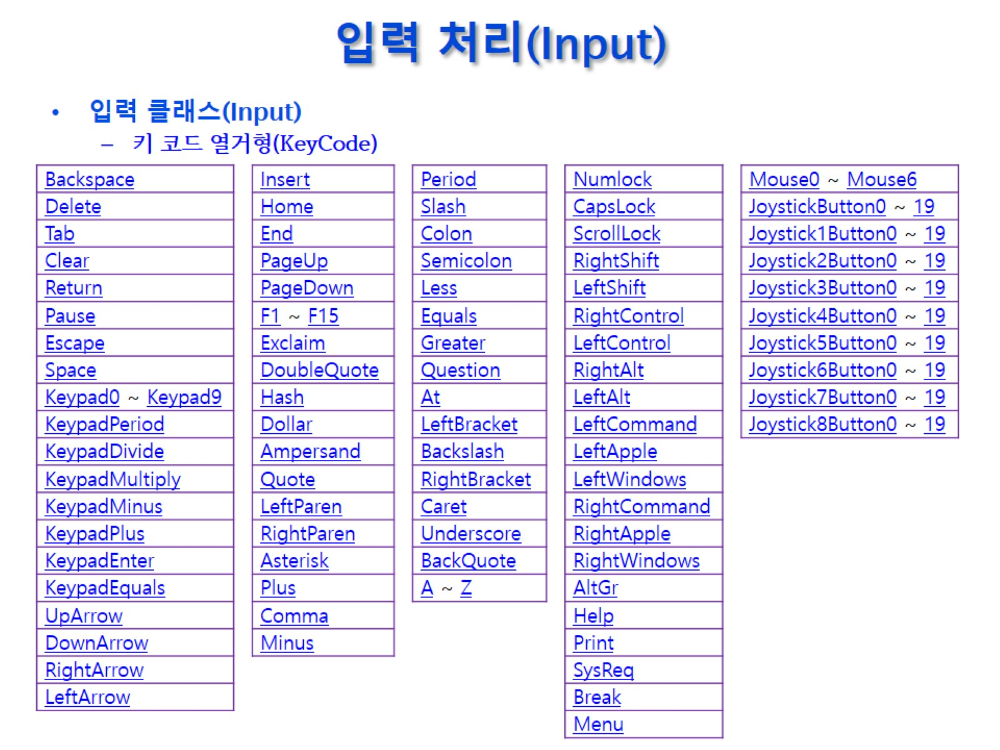 입력 처리(Input)
• 입력 클래스(Input)
– 키 코드 열거형(KeyCode)
Backspace
Delete
Tab
Clear
Return
Pause
Escape
Space
Keypad0 ~ Keypad9
KeypadPeriod
KeypadDivide
KeypadMultiply
KeypadMinus
KeypadPlus
KeypadEnter
KeypadEquals
UpArrow
DownArrow
RightArrow
LeftArrow
Insert
Home
End
PageUp
PageDown
F1 ~ F15
Exclaim
DoubleQuote
Hash
Dollar
Ampersand
Quote
LeftParen
RightParen
Asterisk
Plus
Comma
Minus
Period
Slash
Colon
Semicolon
Less
Equals
Greater
Question
At
LeftBracket
Backslash
RightBracket
Caret
Underscore
BackQuote
A ~ Z
Numlock
CapsLock
ScrollLock
RightShift
LeftShift
RightControl
LeftControl
RightAlt
LeftAlt
LeftCommand
LeftApple
LeftWindows
RightCommand
RightApple
RightWindows
AltGr
Help
Print
SysReq
Break
Menu
Mouse0 ~ Mouse6
JoystickButton0 ~ 19
Joystick1Button0 ~ 19
Joystick2Button0 ~ 19
Joystick3Button0 ~ 19
Joystick4Button0 ~ 19
Joystick5Button0 ~ 19
Joystick6Button0 ~ 19
Joystick7Button0 ~ 19
Joystick8Button0 ~ 19